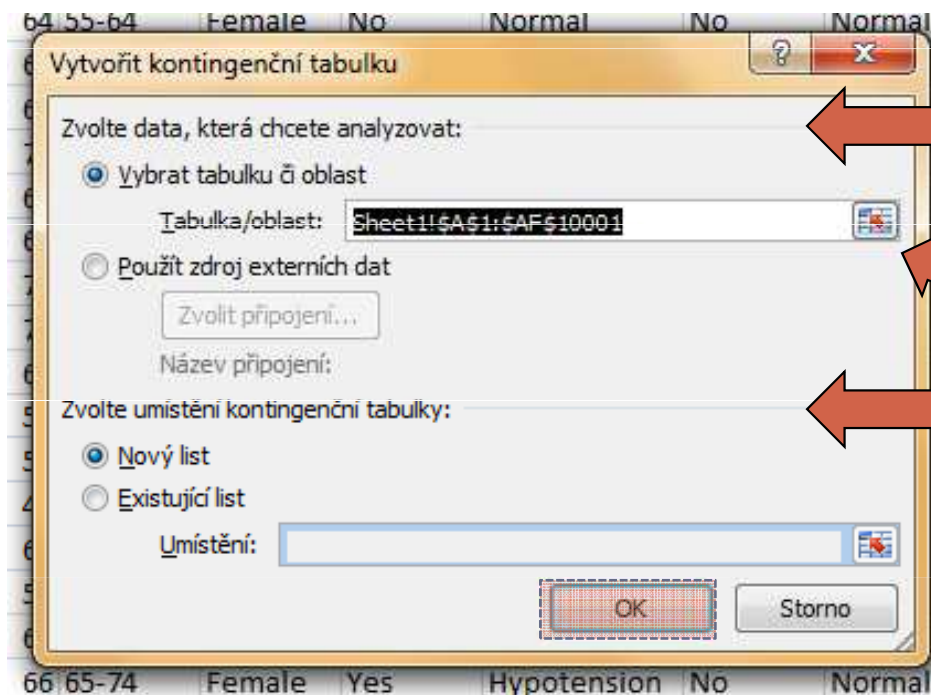 64 55-64 Female No Normal No Normal
Vytvořit kontingenční tabulku
Zvolte data, která chcete analyzovat:
Vybrat tabulku či oblast
Tabulka/oblast: Sheet1!$A$1:$AF$10001
Použít zdroj externích dat
Zvolit připojení...
Název připojení:
Zvolte umístění kontingenční tabulky:
Nový list
Existující list
Umístění:
OK Storno
66 65-74 Female Yes Hypotension No Normal